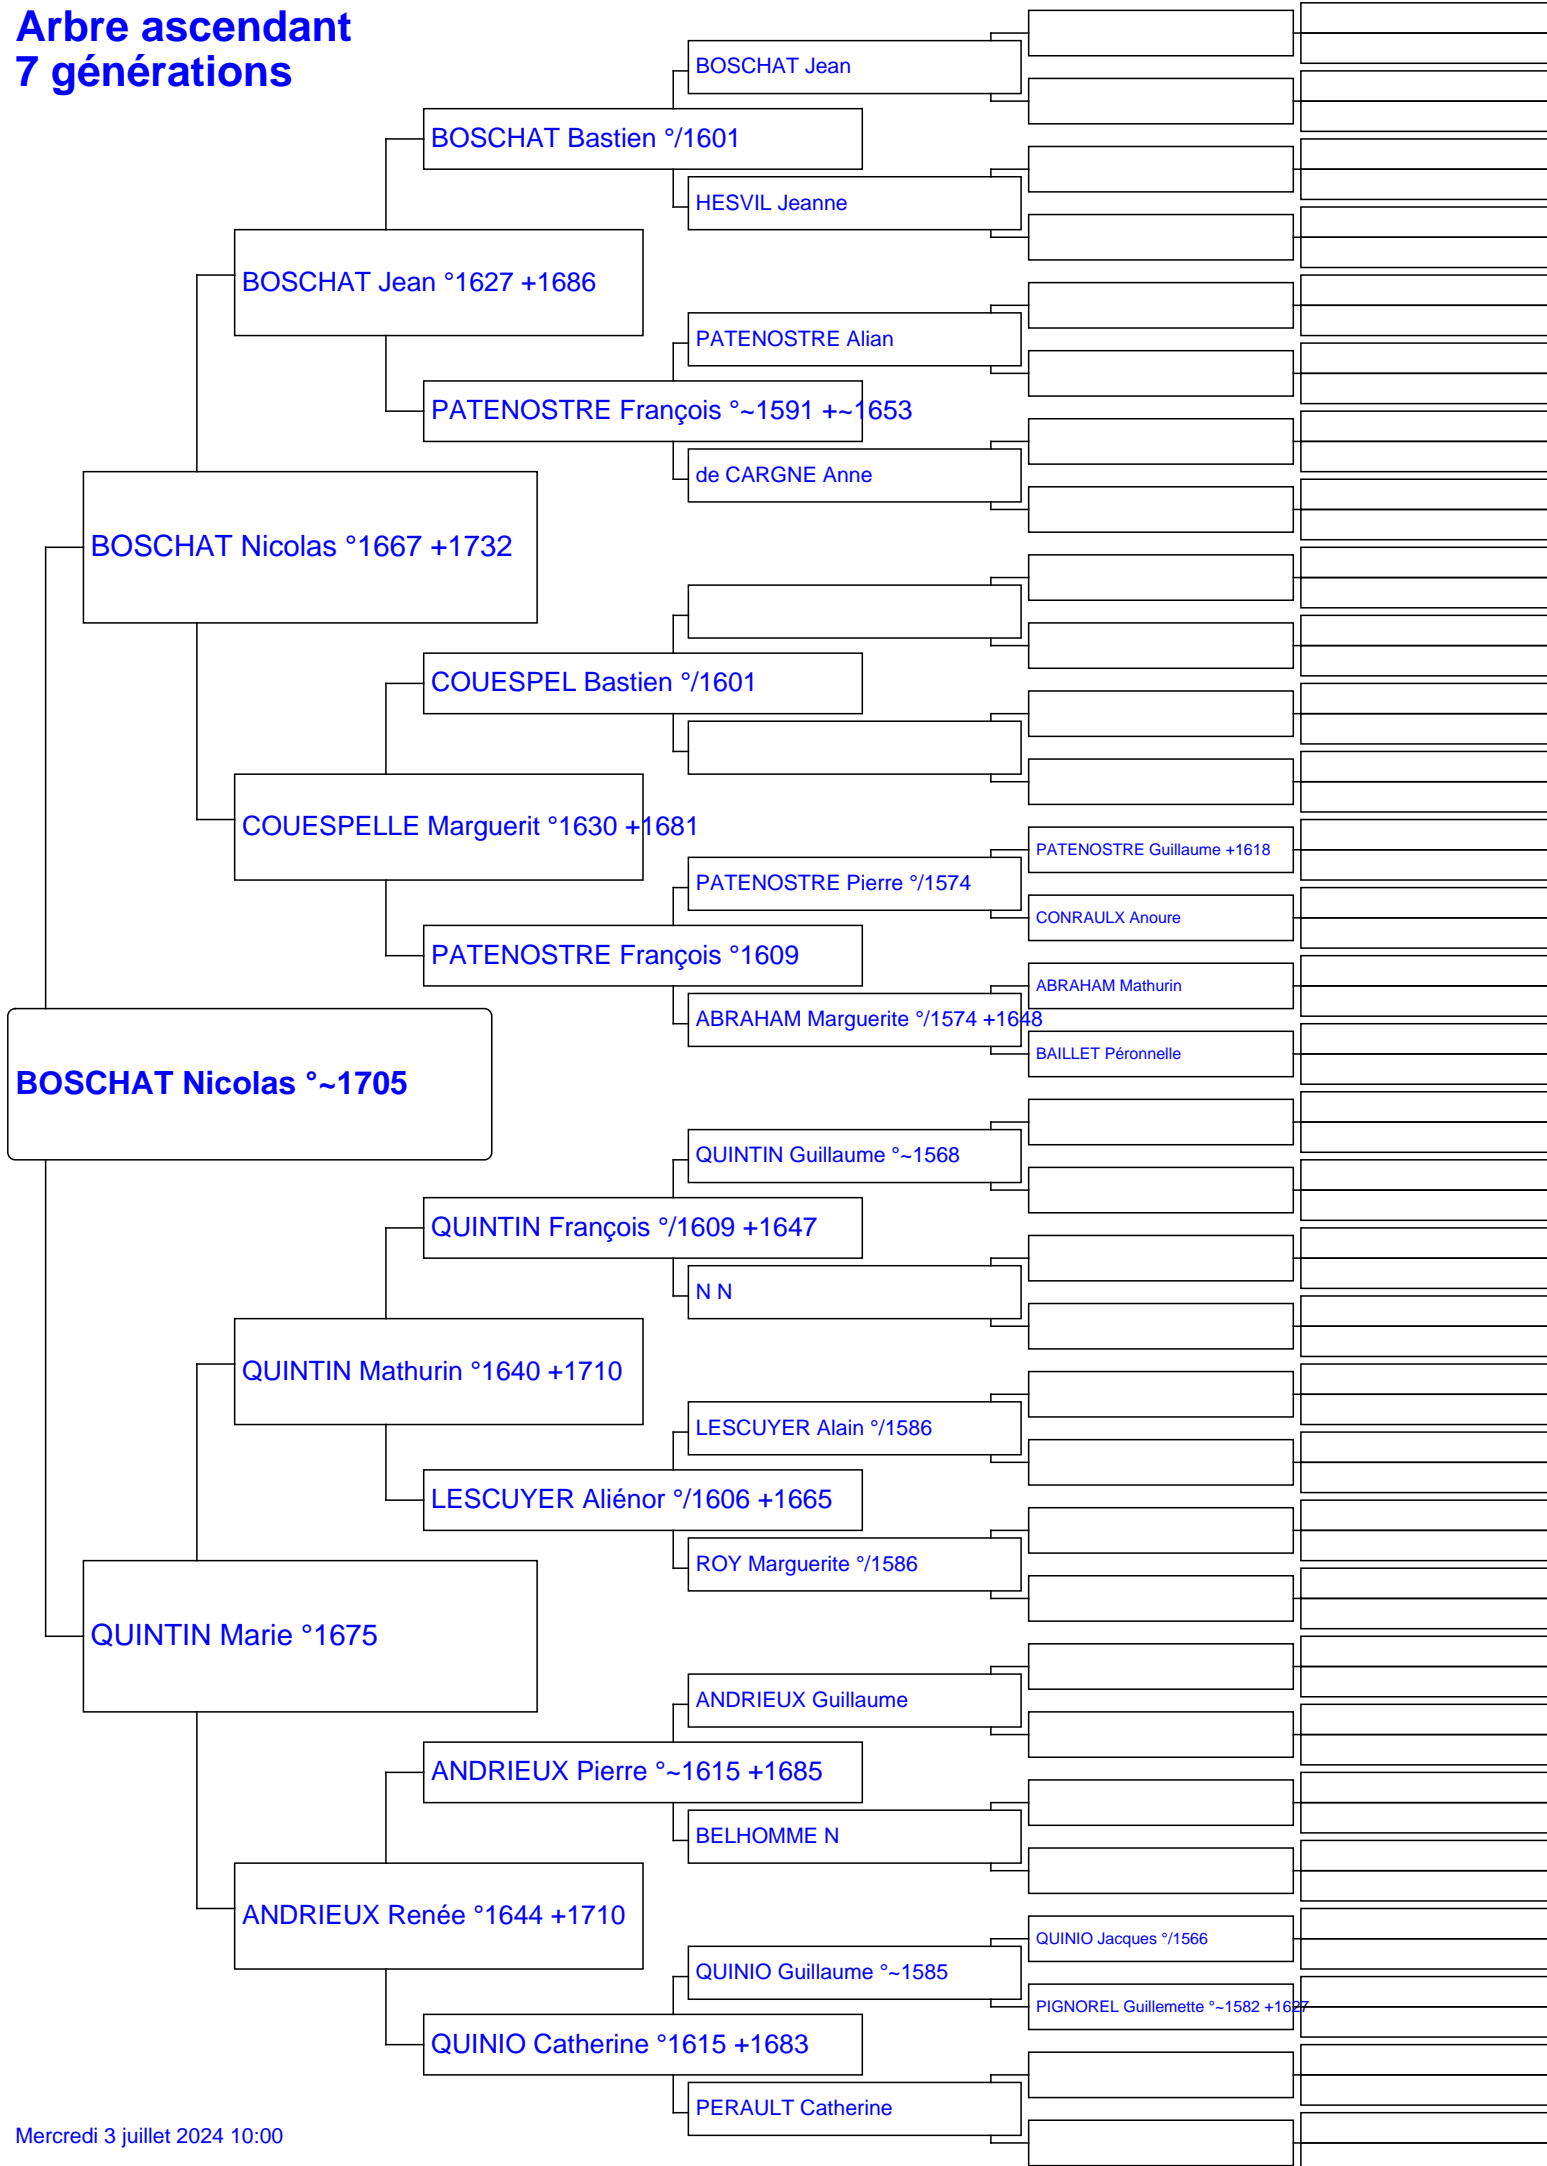 Arbre ascendant
7 générations
BOSCHAT Jean
BOSCHAT Bastien °/1601
HESVIL Jeanne
BOSCHAT Jean °1627 +1686
PATENOSTRE Alian
PATENOSTRE François °~1591 +~1653
de CARGNE Anne
BOSCHAT Nicolas °1667 +1732
COUESPEL Bastien °/1601
COUESPELLE Marguerit °1630 +1681
PATENOSTRE Guillaume +1618
PATENOSTRE Pierre °/1574
CONRAULX Anoure
PATENOSTRE François °1609
ABRAHAM Mathurin
ABRAHAM Marguerite °/1574 +1648
BAILLET Péronnelle
BOSCHAT Nicolas °~1705
QUINTIN Guillaume °~1568
QUINTIN François °/1609 +1647
N N
QUINTIN Mathurin °1640 +1710
LESCUYER Alain °/1586
LESCUYER Aliénor °/1606 +1665
ROY Marguerite °/1586
QUINTIN Marie °1675
ANDRIEUX Guillaume
ANDRIEUX Pierre °~1615 +1685
BELHOMME N
ANDRIEUX Renée °1644 +1710
QUINIO Jacques °/1566
QUINIO Guillaume °~1585
PIGNOREL Guillemette °~1582 +1627
QUINIO Catherine °1615 +1683
PERAULT Catherine
Mercredi 3 juillet 2024 10:00